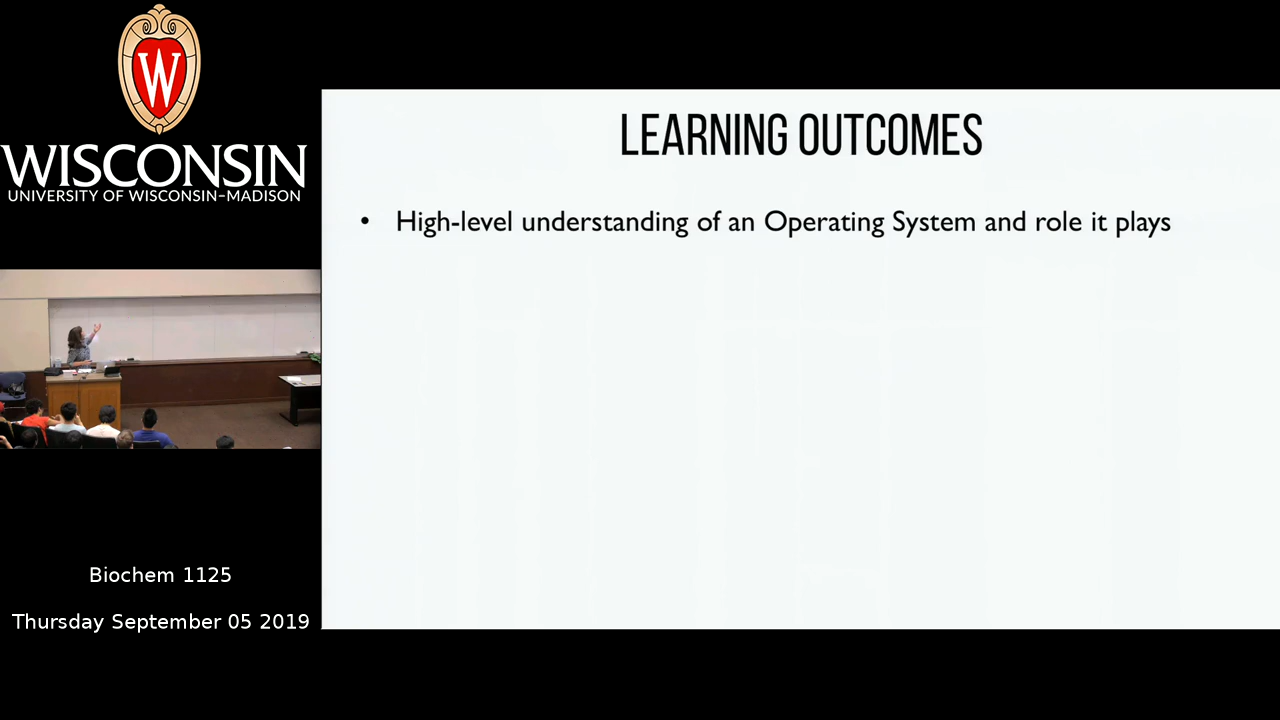 W
WISCONSIN
UNIVERSITY OF WISCONSIN-MADISON
LEARNING OUTCOMES
• High-level understanding of an Operating System and role it plays
Biochem 1125
Thursday September 05 2019